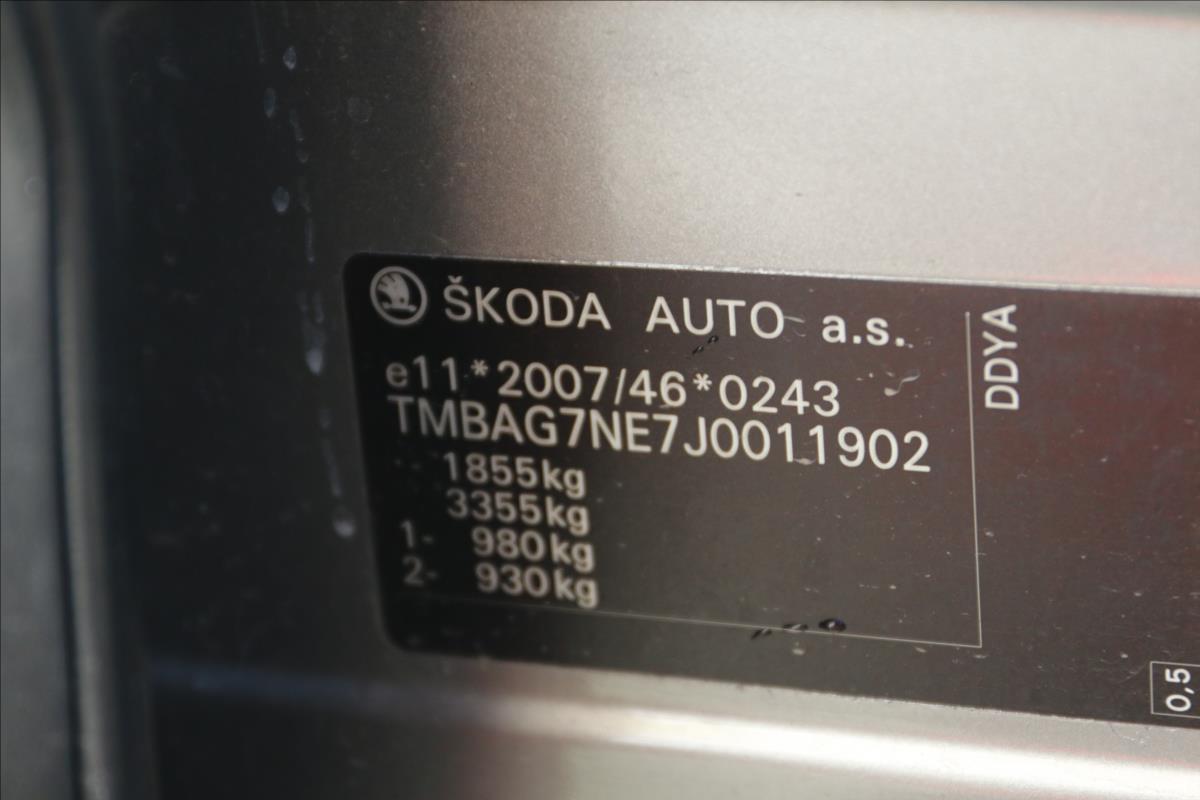 ŠKODA AUTO a.s.
e11*2007/46*0243
TMBAG7NE7J0011902
1855kg
3355kg
1- 980kg
2- 930kg
DDYA
0,5